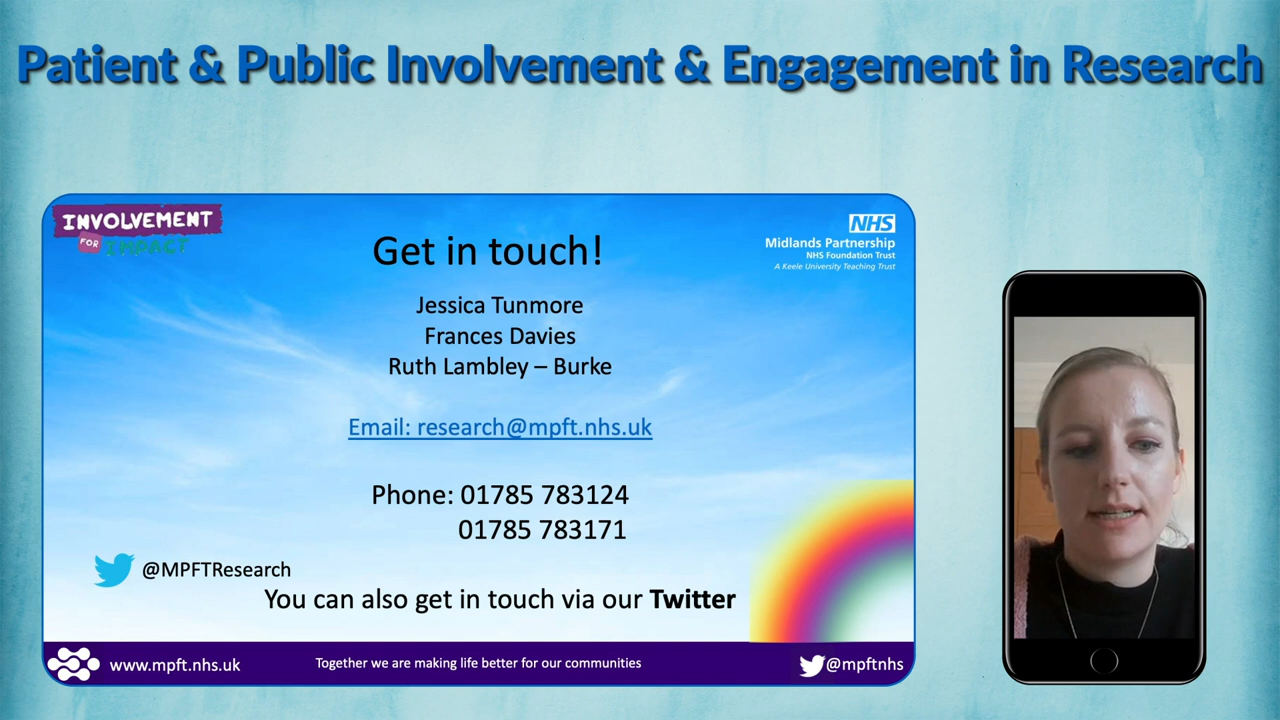 Patient & Public Involvement & Engagement in Research
INVOLVEMENT
FOR IMPACT
NHS
Midlands Partnership
NHS Foundation Trust
A Keele University Teaching Trust
Get in touch!
Jessica Tunmore
Frances Davies
Ruth Lambley – Burke
Email: research@mpft.nhs.uk
Phone: 01785 783124
01785 783171
@MPFTResearch
You can also get in touch via our Twitter
www.mpft.nhs.uk
Together we are making life better for our communities
@mpftnhs